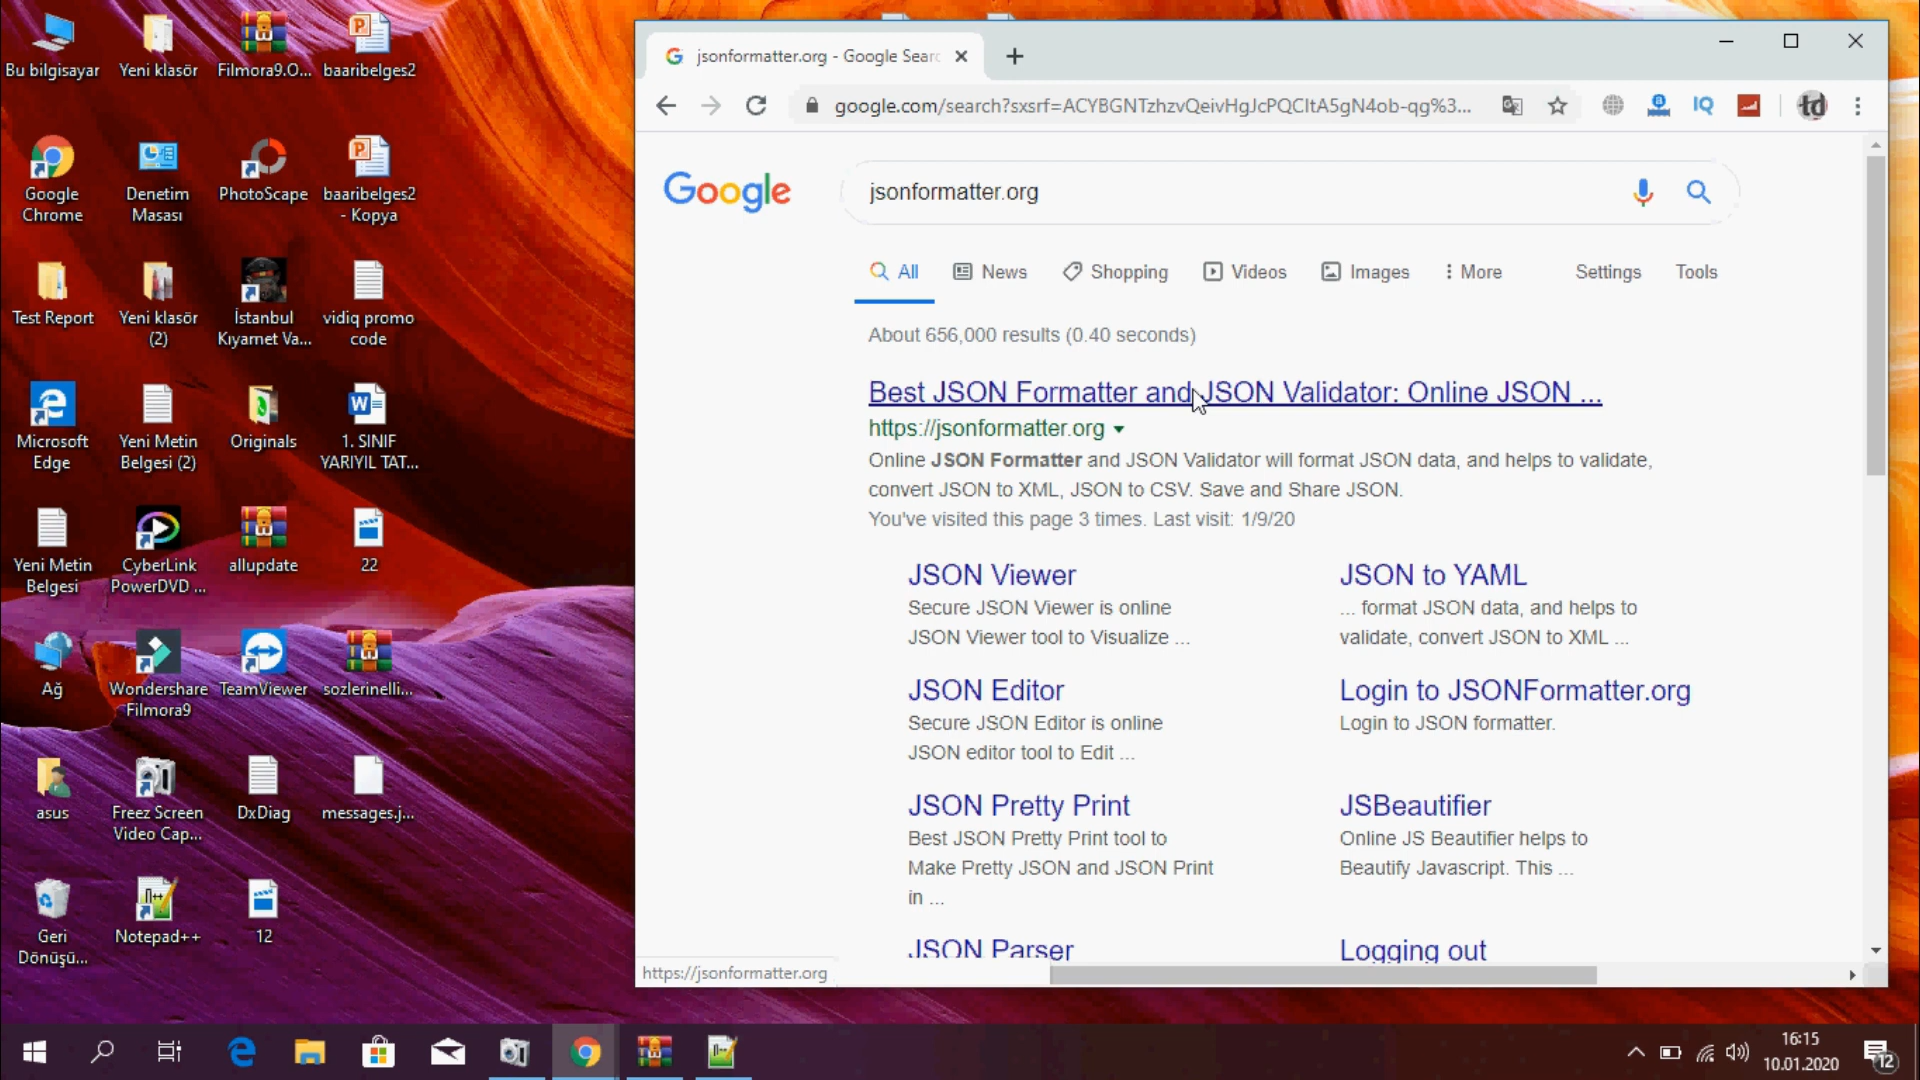 Bu bilgisayar
Yeni klasör
Filmora9.O...
baaribelges2
Google
Chrome
Denetim
Masası
PhotoScape
baaribelges2
- Kopya
Test Report
Yeni klasör
(2)
İstanbul
Kıyamet Va...
vidiq promo
code
Microsoft
Edge
Yeni Metin
Belgesi (2)
Originals
1. SINIF
YARIYIL TAT...
Yeni Metin
Belgesi
CyberLink
PowerDVD ...
allupdate
22
Ağ
Wondershare
Filmora9
TeamViewer
sozlerinelli...
asus
Freez Screen
Video Cap...
DxDiag
messages.j...
Geri
Dönüşü...
Notepad++
12
jsonformatter.org - Google Searc
google.com/search?sxsrf=ACYBGNTzhzvQeivHgJcPQCItA5gN4ob-qg%3...
IQ
td
Google
jsonformatter.org
All
News
Shopping
Videos
Images
More
Settings
Tools
About 656,000 results (0.40 seconds)
Best JSON Formatter and JSON Validator: Online JSON ...
https://jsonformatter.org
Online JSON Formatter and JSON Validator will format JSON data, and helps to validate,
convert JSON to XML, JSON to CSV. Save and Share JSON.
You've visited this page 3 times. Last visit: 1/9/20
JSON Viewer
Secure JSON Viewer is online
JSON Viewer tool to Visualize ...
JSON to YAML
... format JSON data, and helps to
validate, convert JSON to XML ...
JSON Editor
Secure JSON Editor is online
JSON editor tool to Edit ...
Login to JSONFormatter.org
Login to JSON formatter.
JSON Pretty Print
Best JSON Pretty Print tool to
Make Pretty JSON and JSON Print
in ...
JSBeautifier
Online JS Beautifier helps to
Beautify Javascript. This ...
JSON Parser
Logging out
https://jsonformatter.org
16:15
10.01.2020
12